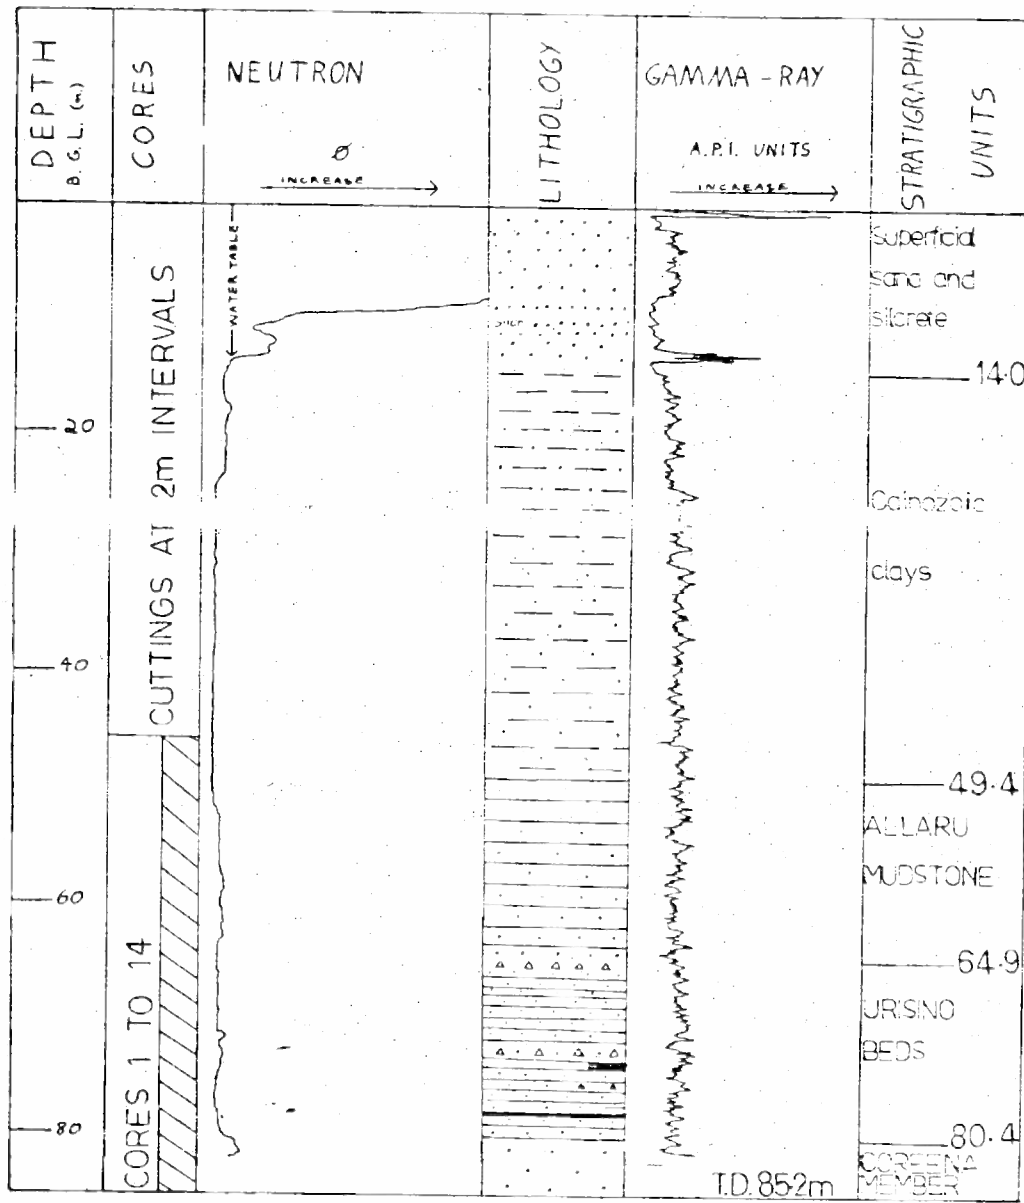 DEPTH
B. G. L. (m)
CORES
NEUTRON
Ø
INCREASE
LITHOLOGY
GAMMA - RAY
A.P.I. UNITS
INCREASE
STRATIGRAPHIC
UNITS
WATER TABLE
CUTTINGS AT 2m INTERVALS
Superficial
sand and
silcrete
14.0
20
Cainozoic
clays
40
49.4
ALLARU
MUDSTONE
60
64.9
CORES 1 TO 14
URISINO
BEDS
80
80.4
COREENA
MEMBER
T.D. 85.2m